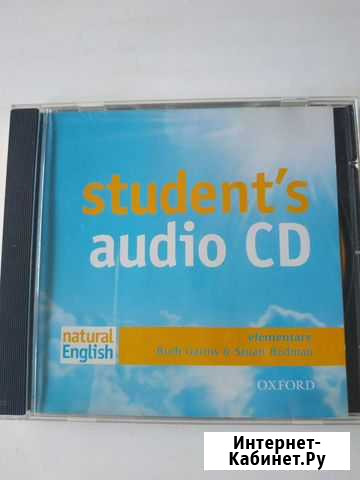 student's
audio CD
natural
English
elementary
Ruth Gairns & Stuart Redman
OXFORD
Интернет-
Кабинет.Ру